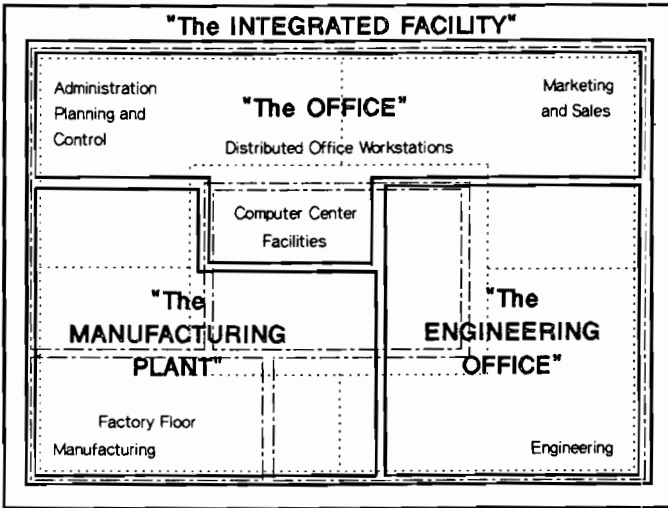 "The INTEGRATED FACILITY"
Administration
Planning and
Control
"The OFFICE"
Marketing
and Sales
Distributed Office Workstations
Computer Center
Facilities
"The
MANUFACTURING
PLANT"
"The
ENGINEERING
OFFICE"
Factory Floor
Manufacturing
Engineering